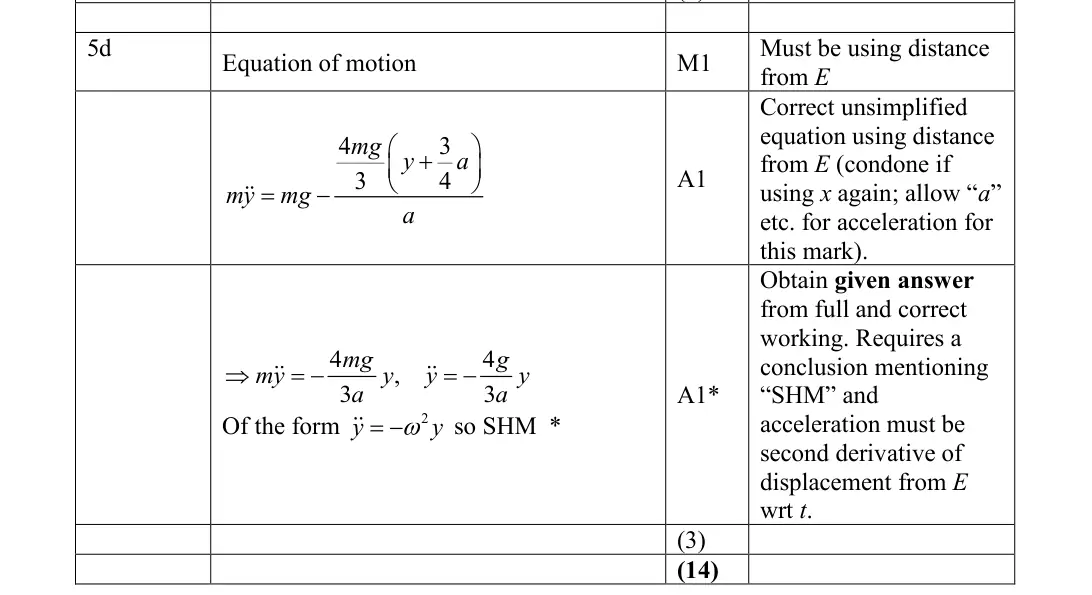 5d
Equation of motion
M1
Must be using distance
from E
mÿ = mg − (4mg/3 (y + 3/4 a))/a
A1
Correct unsimplified
equation using distance
from E (condone if
using x again; allow “a”
etc. for acceleration for
this mark).
⇒ mÿ = − 4mg/3a y, ÿ = − 4g/3a y
Of the form ÿ = −ω² y so SHM *
A1*
Obtain given answer
from full and correct
working. Requires a
conclusion mentioning
“SHM” and
acceleration must be
second derivative of
displacement from E
wrt t.
(3)
(14)